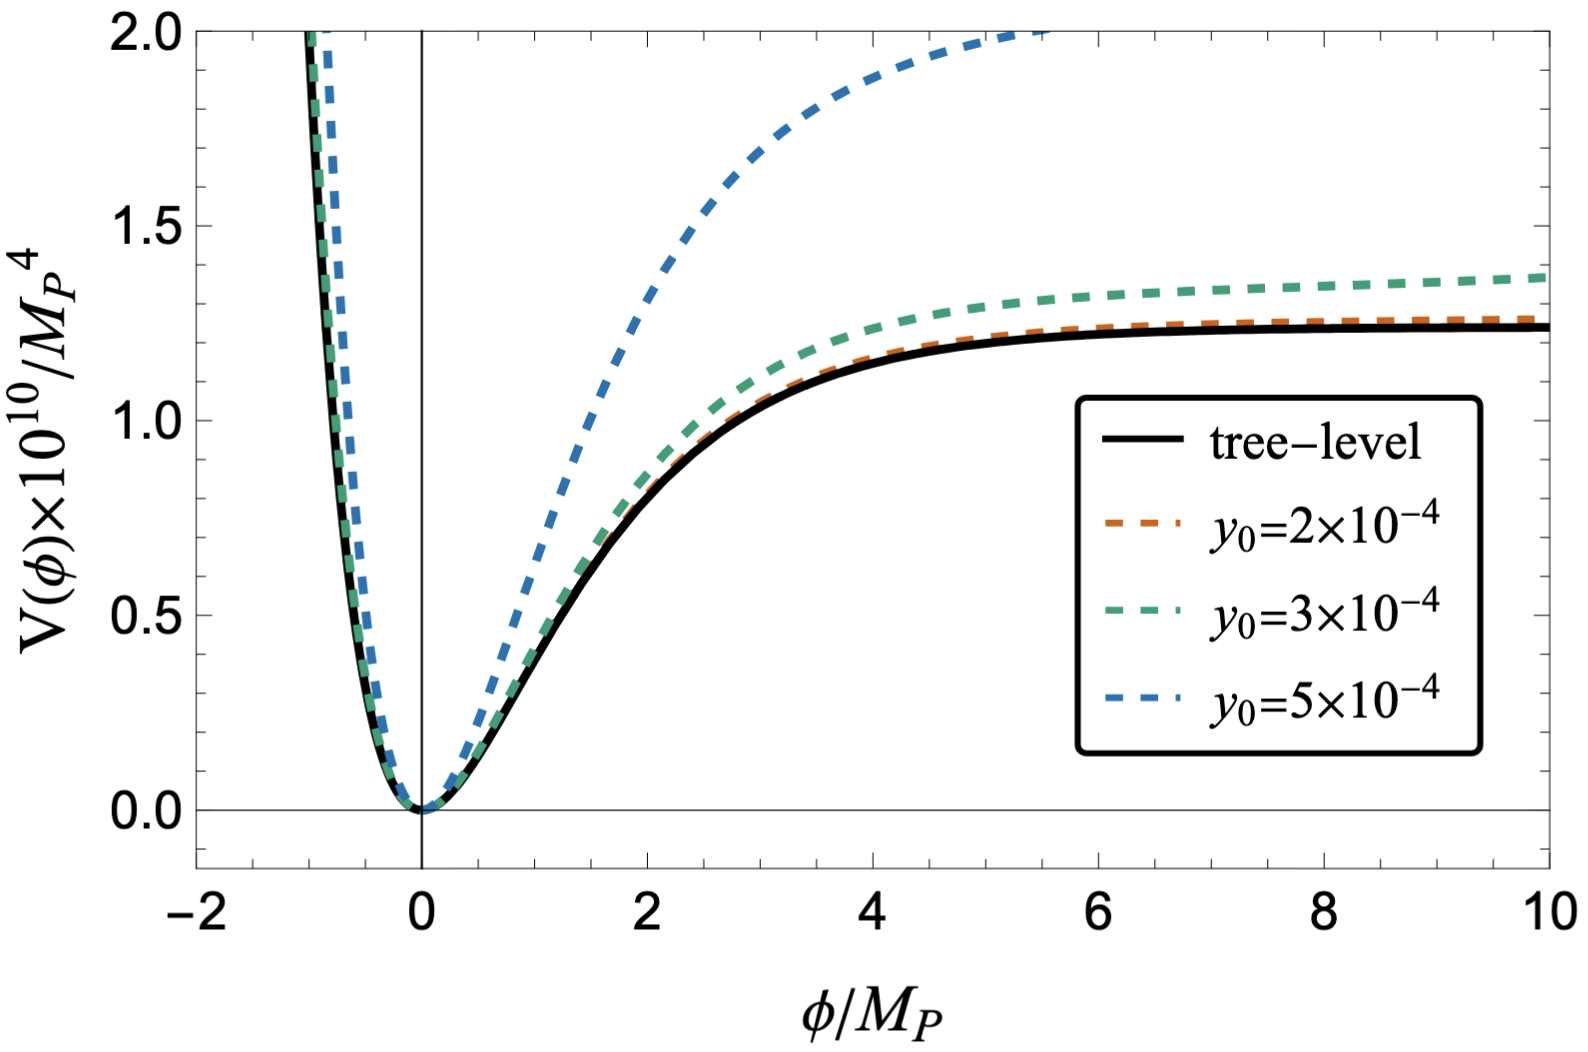 V(ϕ)×10¹⁰/M_P⁴
2.0
1.5
1.0
0.5
0.0
−2 0 2 4 6 8 10
ϕ/M_P
tree−level
y₀=2×10⁻⁴
y₀=3×10⁻⁴
y₀=5×10⁻⁴